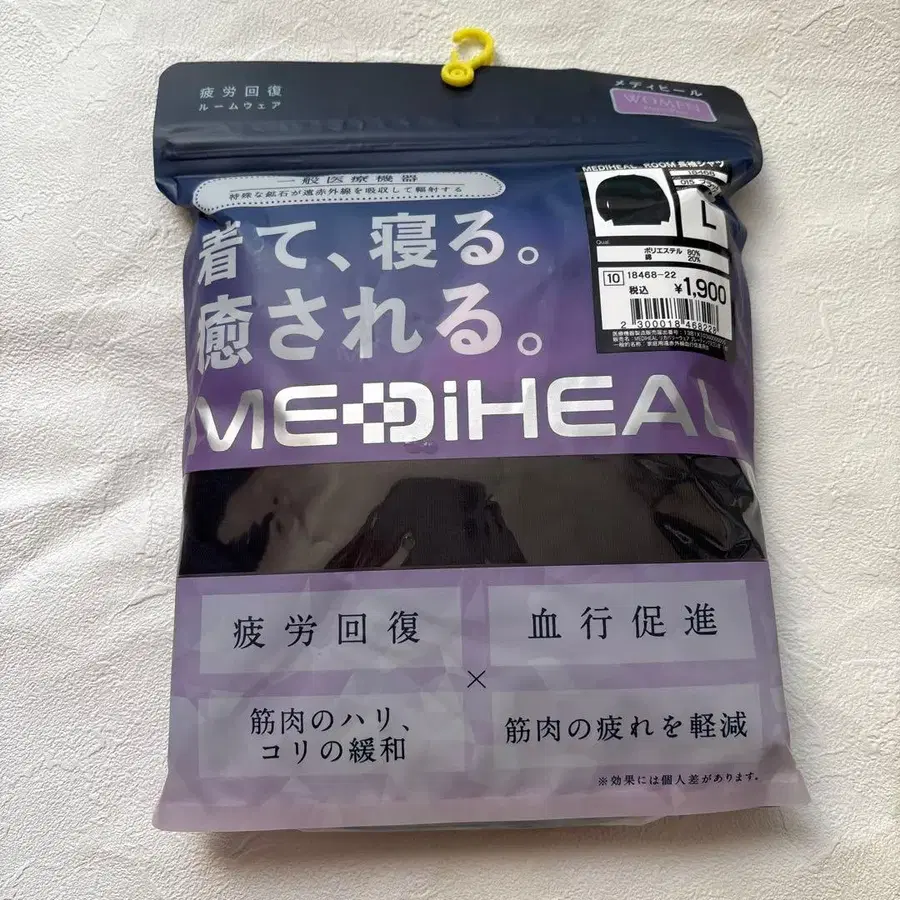 疲労回復
ルームウェア
メディヒール
WOMEN
一般医療機器
特殊な鉱石が遠赤外線を吸収して輻射する
着て、寝る。
癒される。
MEDiHEAL
MEDIHEAL ROOM 長袖シャツ
18468
015
L
Qual
ポリエステル 80%
綿 20%
10 18468-22
税込 ¥1,900
疲労回復
血行促進
×
筋肉のハリ、
コリの緩和
筋肉の疲れを軽減
※効果には個人差があります。